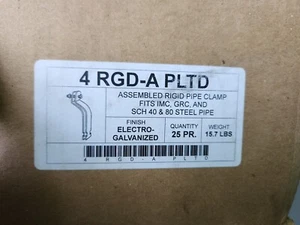 4 RGD-A PLTD
ASSEMBLED RIGID PIPE CLAMP
FITS IMC, GRC, AND
SCH 40 & 80 STEEL PIPE
FINISH QUANTITY WEIGHT
ELECTRO- 25 PR. 15.7 LBS
GALVANIZED
4 RGD-A PLTD